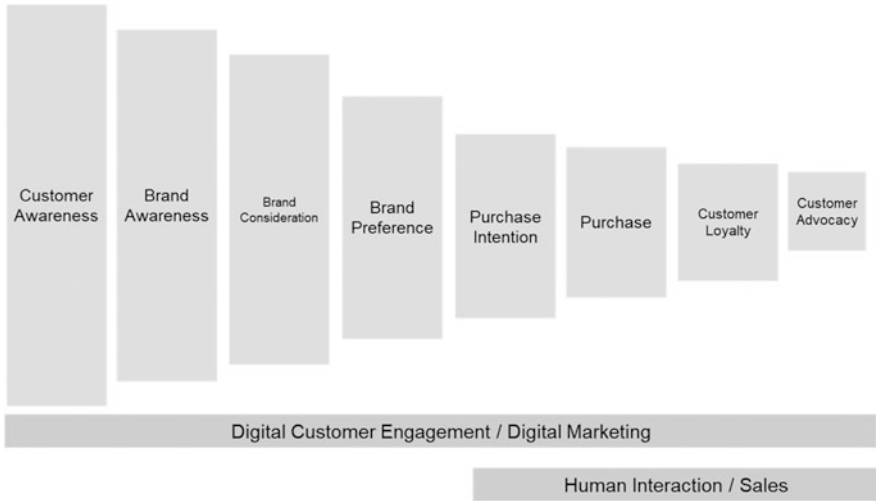 Customer
Awareness
Brand
Awareness
Brand
Consideration
Brand
Preference
Purchase
Intention
Purchase
Customer
Loyalty
Customer
Advocacy
Digital Customer Engagement / Digital Marketing
Human Interaction / Sales